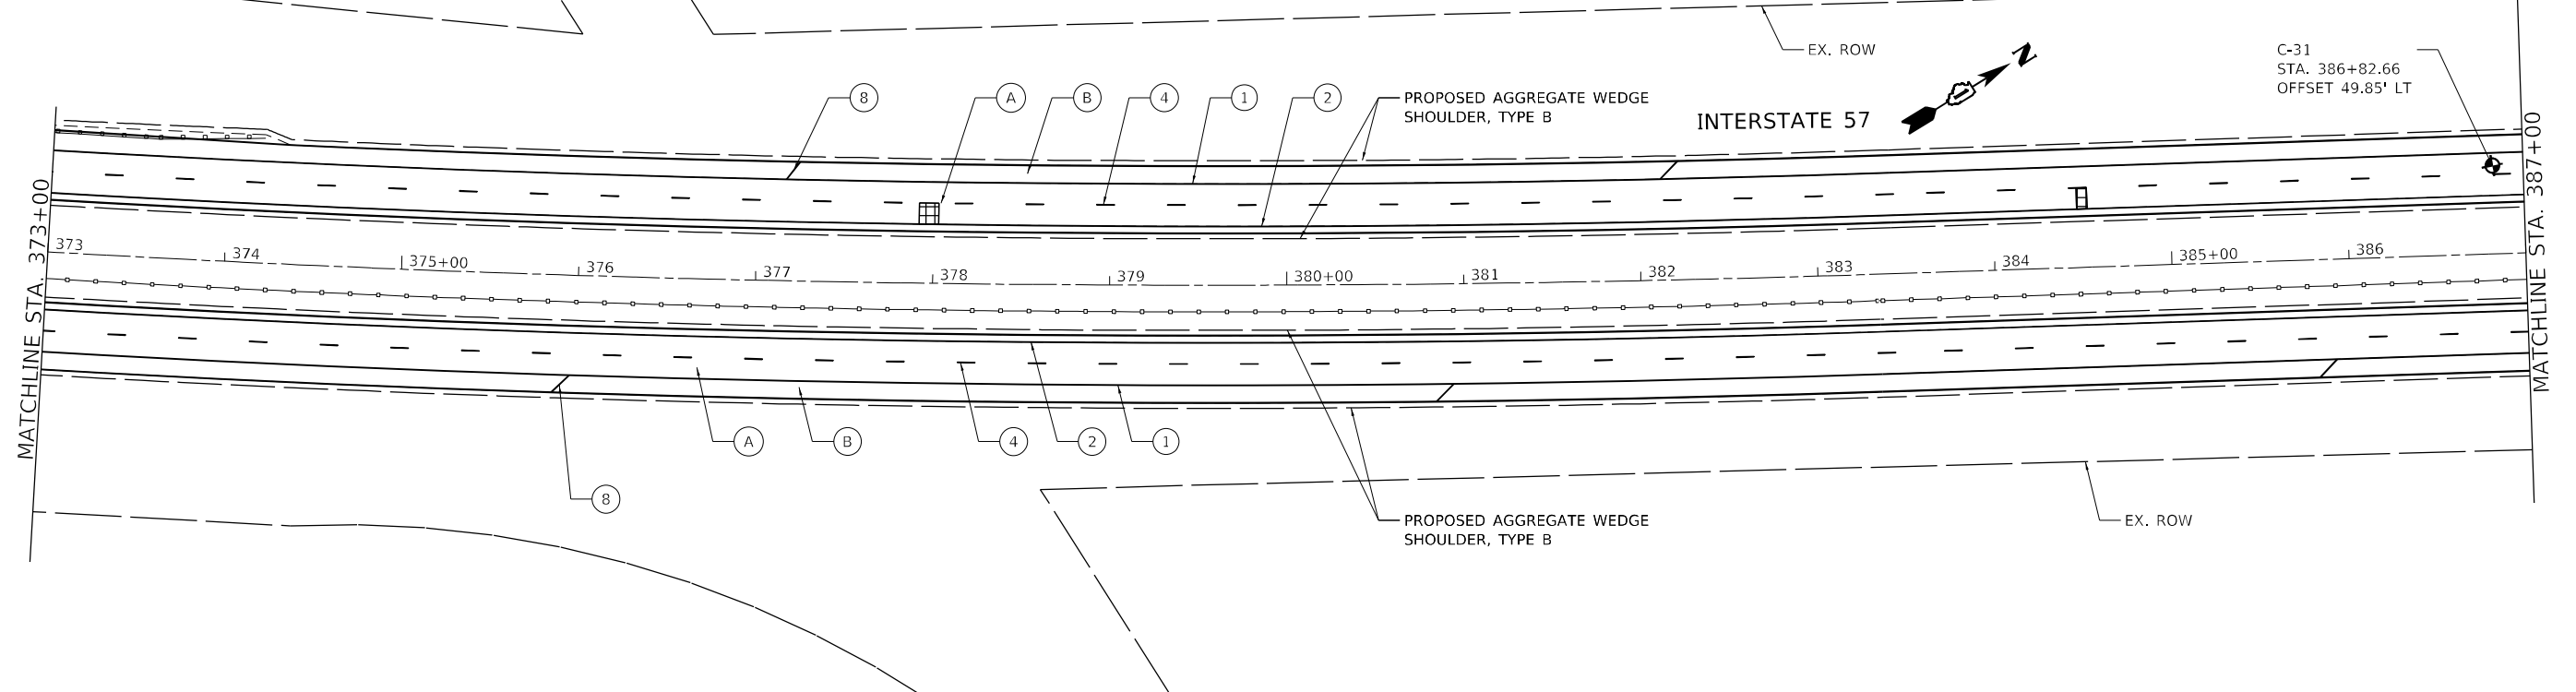 EX. ROW
C-31
STA. 386+82.66
OFFSET 49.85' LT
N
8
A
B
4
1
2
PROPOSED AGGREGATE WEDGE
SHOULDER, TYPE B
INTERSTATE 57
MATCHLINE STA. 373+00
MATCHLINE STA. 387+00
373
374
375+00
376
377
378
379
380+00
381
382
383
384
385+00
386
A
B
4
2
1
8
PROPOSED AGGREGATE WEDGE
SHOULDER, TYPE B
EX. ROW